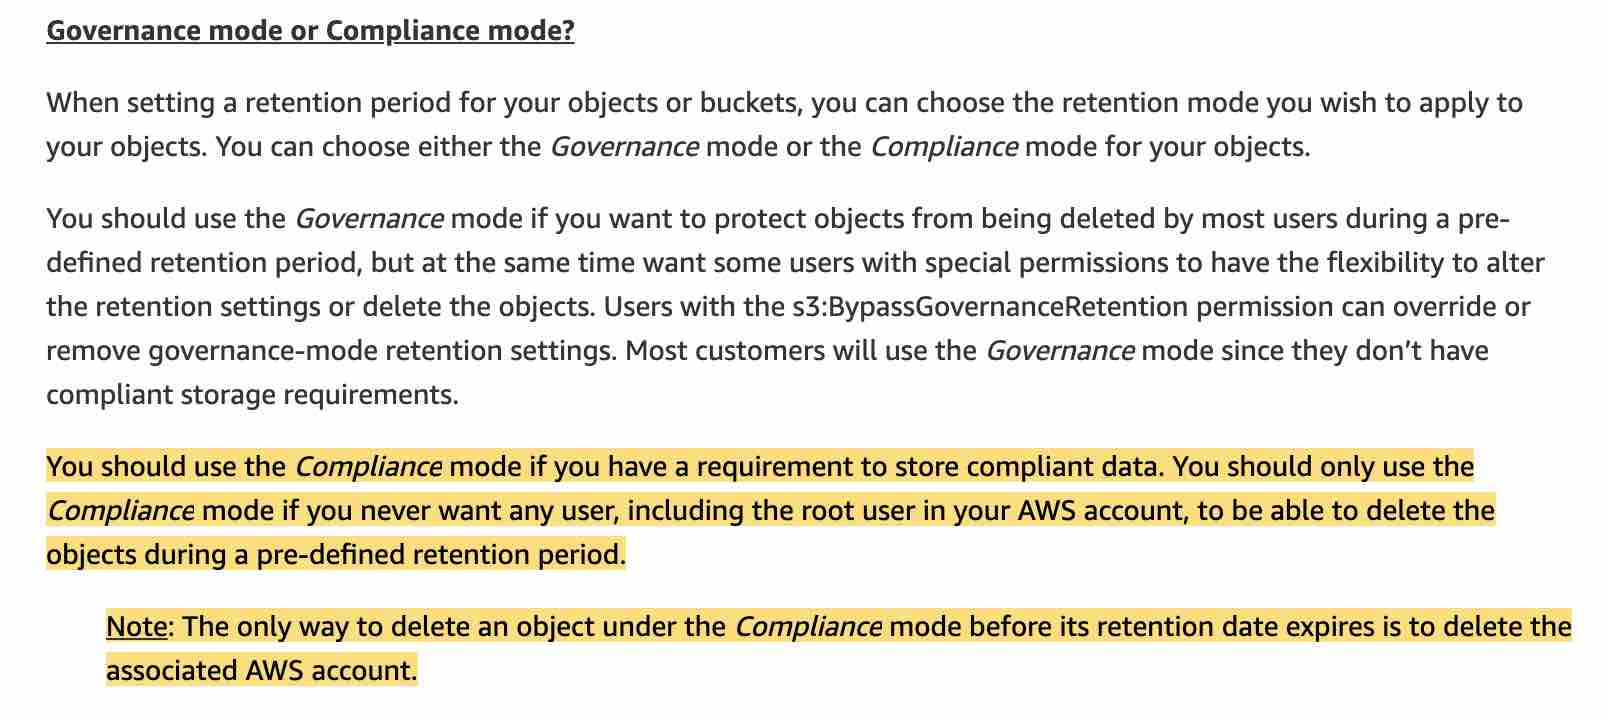 Governance mode or Compliance mode?
When setting a retention period for your objects or buckets, you can choose the retention mode you wish to apply to
your objects. You can choose either the Governance mode or the Compliance mode for your objects.
You should use the Governance mode if you want to protect objects from being deleted by most users during a pre-
defined retention period, but at the same time want some users with special permissions to have the flexibility to alter
the retention settings or delete the objects. Users with the s3:BypassGovernanceRetention permission can override or
remove governance-mode retention settings. Most customers will use the Governance mode since they don’t have
compliant storage requirements.
You should use the Compliance mode if you have a requirement to store compliant data. You should only use the
Compliance mode if you never want any user, including the root user in your AWS account, to be able to delete the
objects during a pre-defined retention period.
Note: The only way to delete an object under the Compliance mode before its retention date expires is to delete the
associated AWS account.